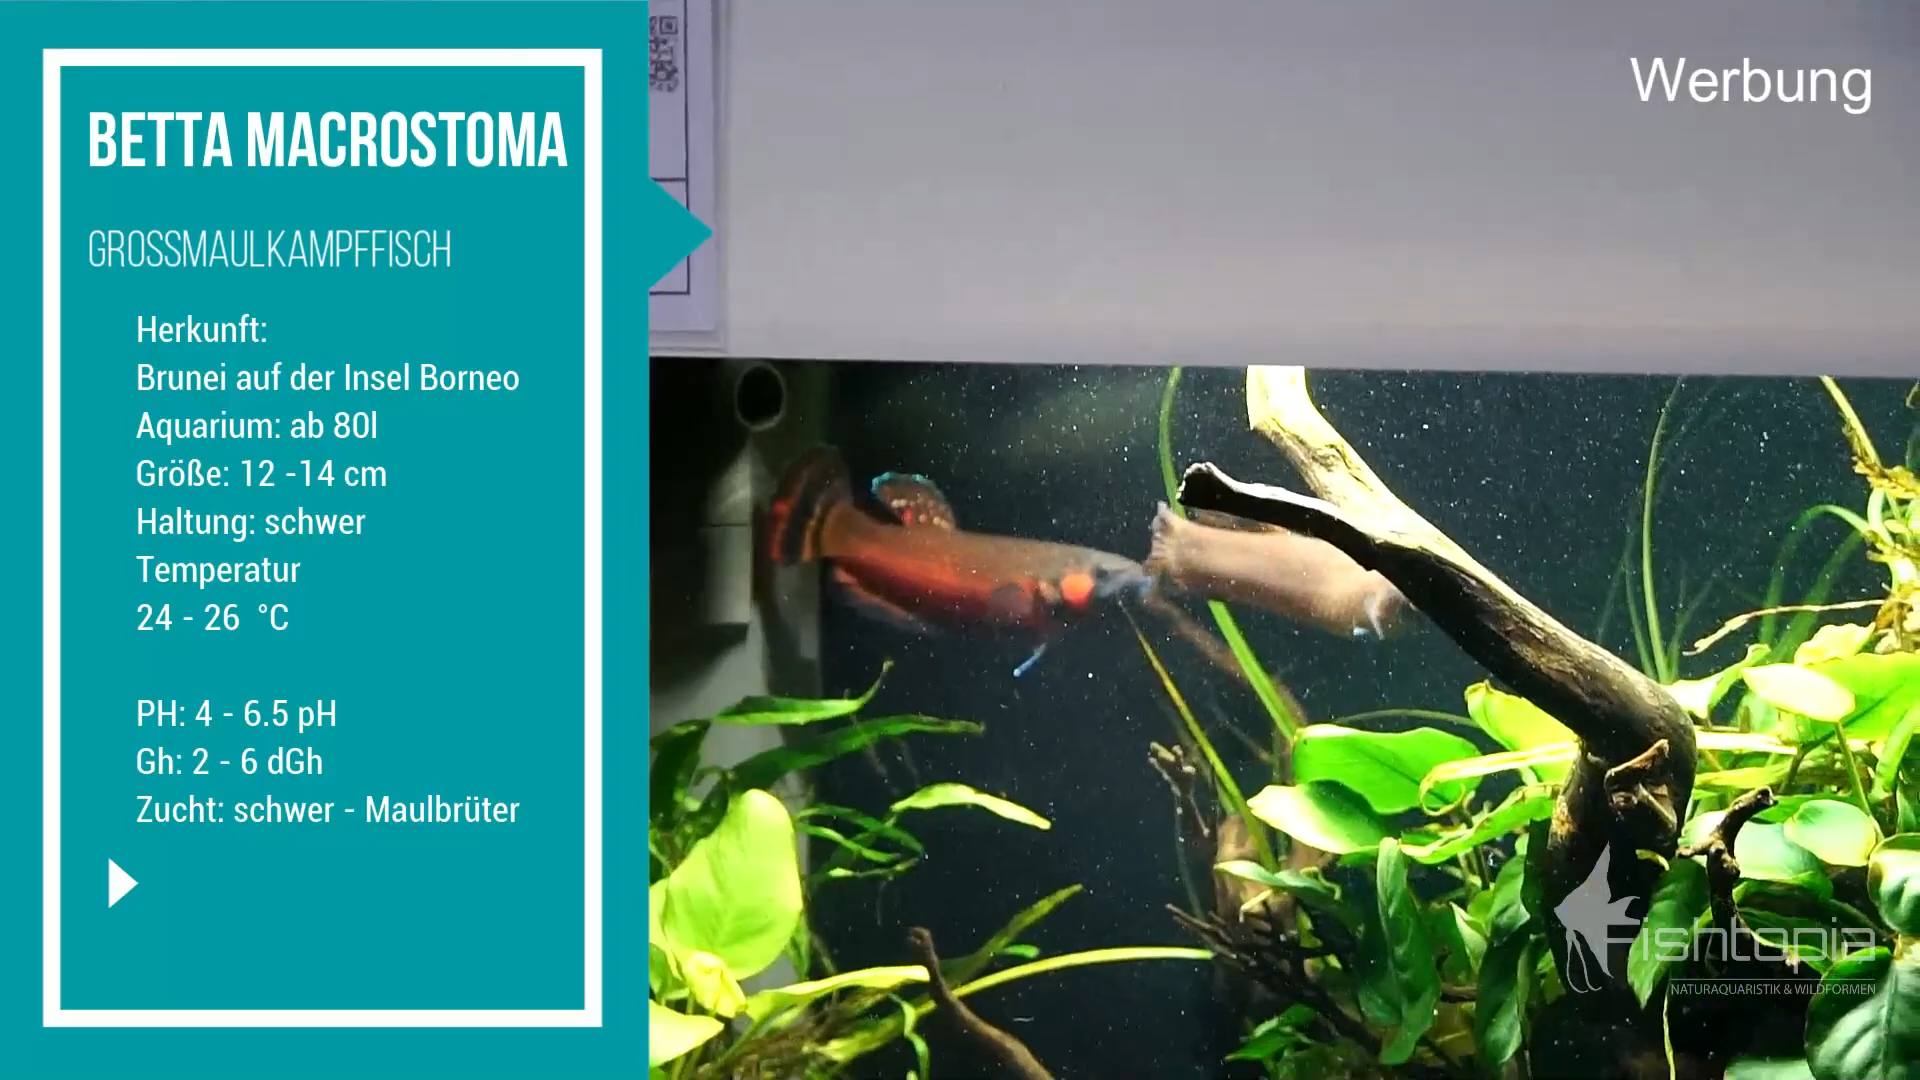 BETTA MACROSTOMA
GROSSMAULKAMPFFISCH
Herkunft:
Brunei auf der Insel Borneo
Aquarium: ab 80l
Größe: 12 -14 cm
Haltung: schwer
Temperatur
24 - 26  °C
PH: 4 - 6.5 pH
Gh: 2 - 6 dGh
Zucht: schwer - Maulbrüter
Werbung
Fishtopia
NATURAQUARISTIK & WILDFORMEN